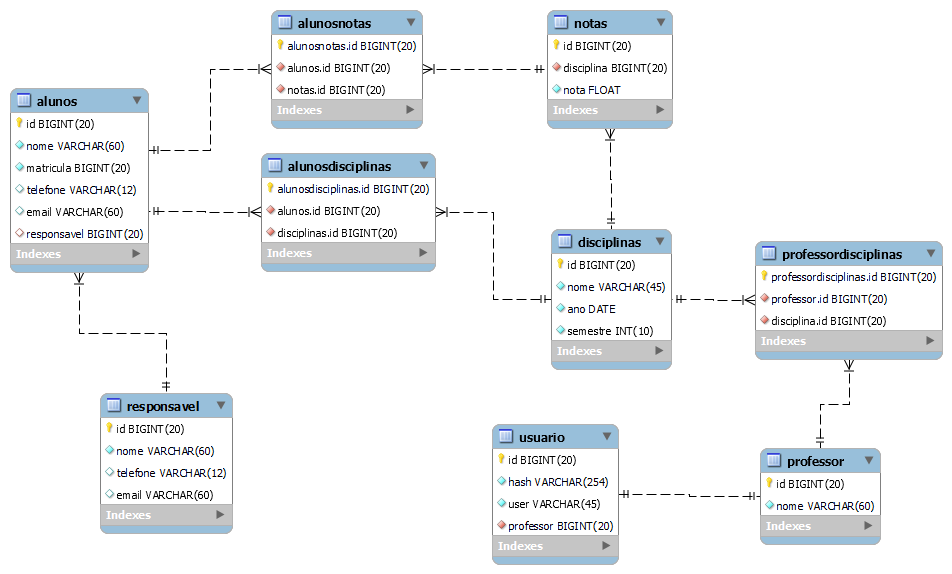 alunosnotas
alunosnotas.id BIGINT(20)
alunos.id BIGINT(20)
notas.id BIGINT(20)
Indexes
notas
id BIGINT(20)
disciplina BIGINT(20)
nota FLOAT
Indexes
alunos
id BIGINT(20)
nome VARCHAR(60)
matricula BIGINT(20)
telefone VARCHAR(12)
email VARCHAR(60)
responsavel BIGINT(20)
Indexes
alunosdisciplinas
alunosdisciplinas.id BIGINT(20)
alunos.id BIGINT(20)
disciplinas.id BIGINT(20)
Indexes
disciplinas
id BIGINT(20)
nome VARCHAR(45)
ano DATE
semestre INT(10)
Indexes
professordisciplinas
professordisciplinas.id BIGINT(20)
professor.id BIGINT(20)
disciplina.id BIGINT(20)
Indexes
responsavel
id BIGINT(20)
nome VARCHAR(60)
telefone VARCHAR(12)
email VARCHAR(60)
Indexes
usuario
id BIGINT(20)
hash VARCHAR(254)
user VARCHAR(45)
professor BIGINT(20)
Indexes
professor
id BIGINT(20)
nome VARCHAR(60)
Indexes